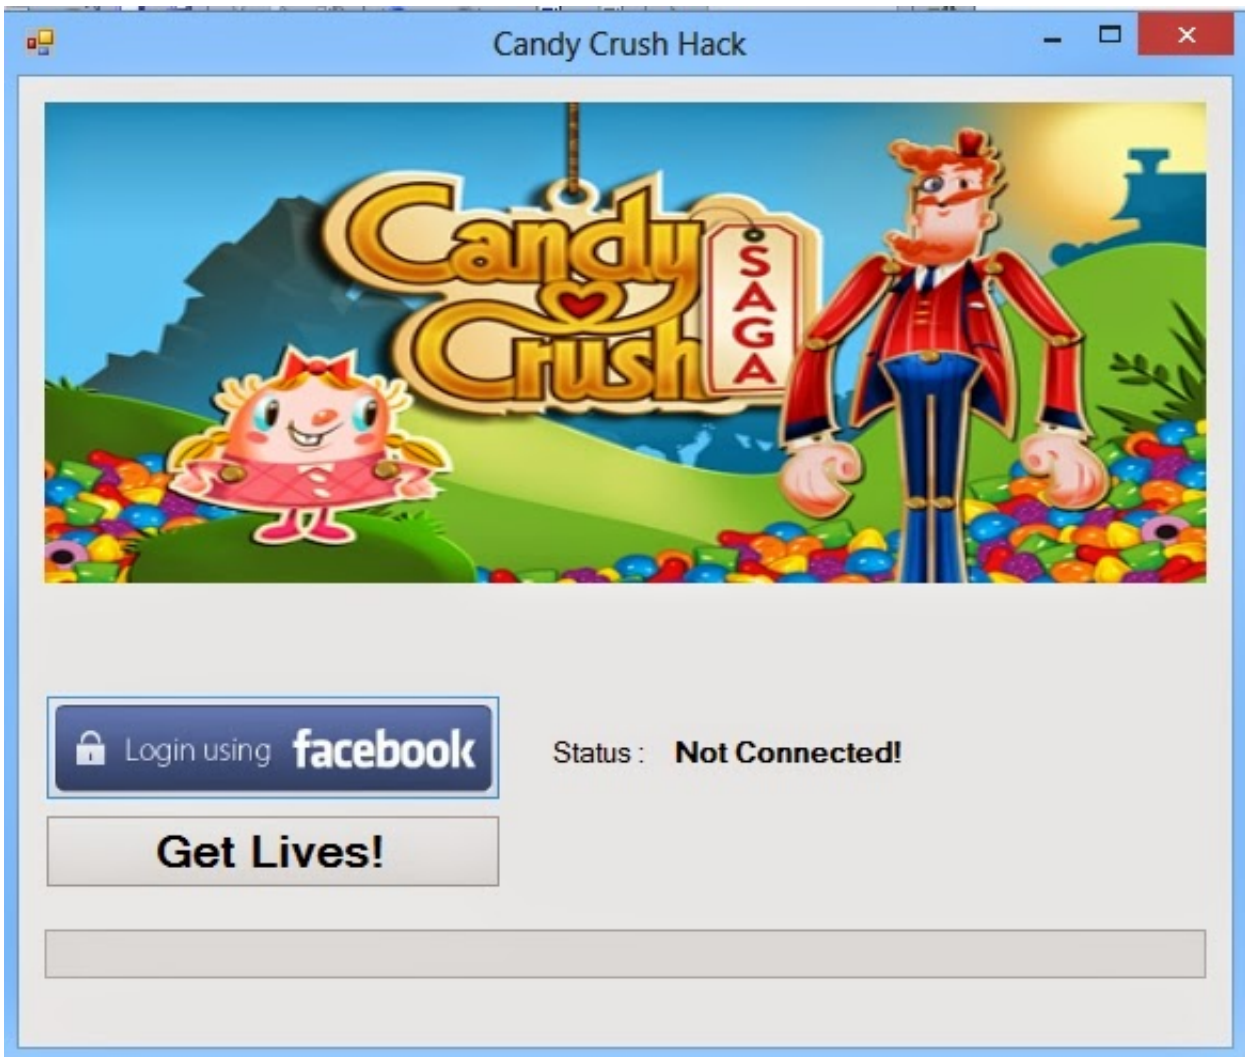 Candy Crush Hack
Candy
Crush
SAGA
Login using facebook
Status : Not Connected!
Get Lives!